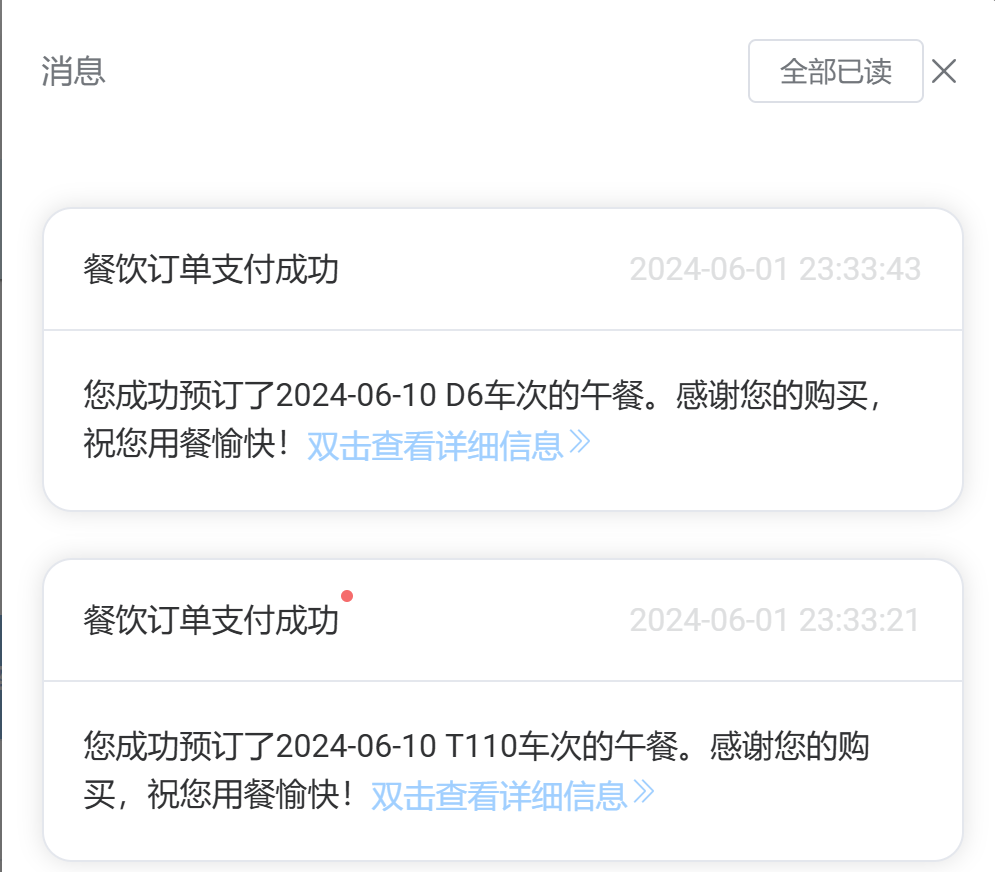 消息
全部已读
餐饮订单支付成功
2024-06-01 23:33:43
您成功预订了2024-06-10 D6车次的午餐。感谢您的购买，
祝您用餐愉快！双击查看详细信息
餐饮订单支付成功
2024-06-01 23:33:21
您成功预订了2024-06-10 T110车次的午餐。感谢您的购
买，祝您用餐愉快！双击查看详细信息